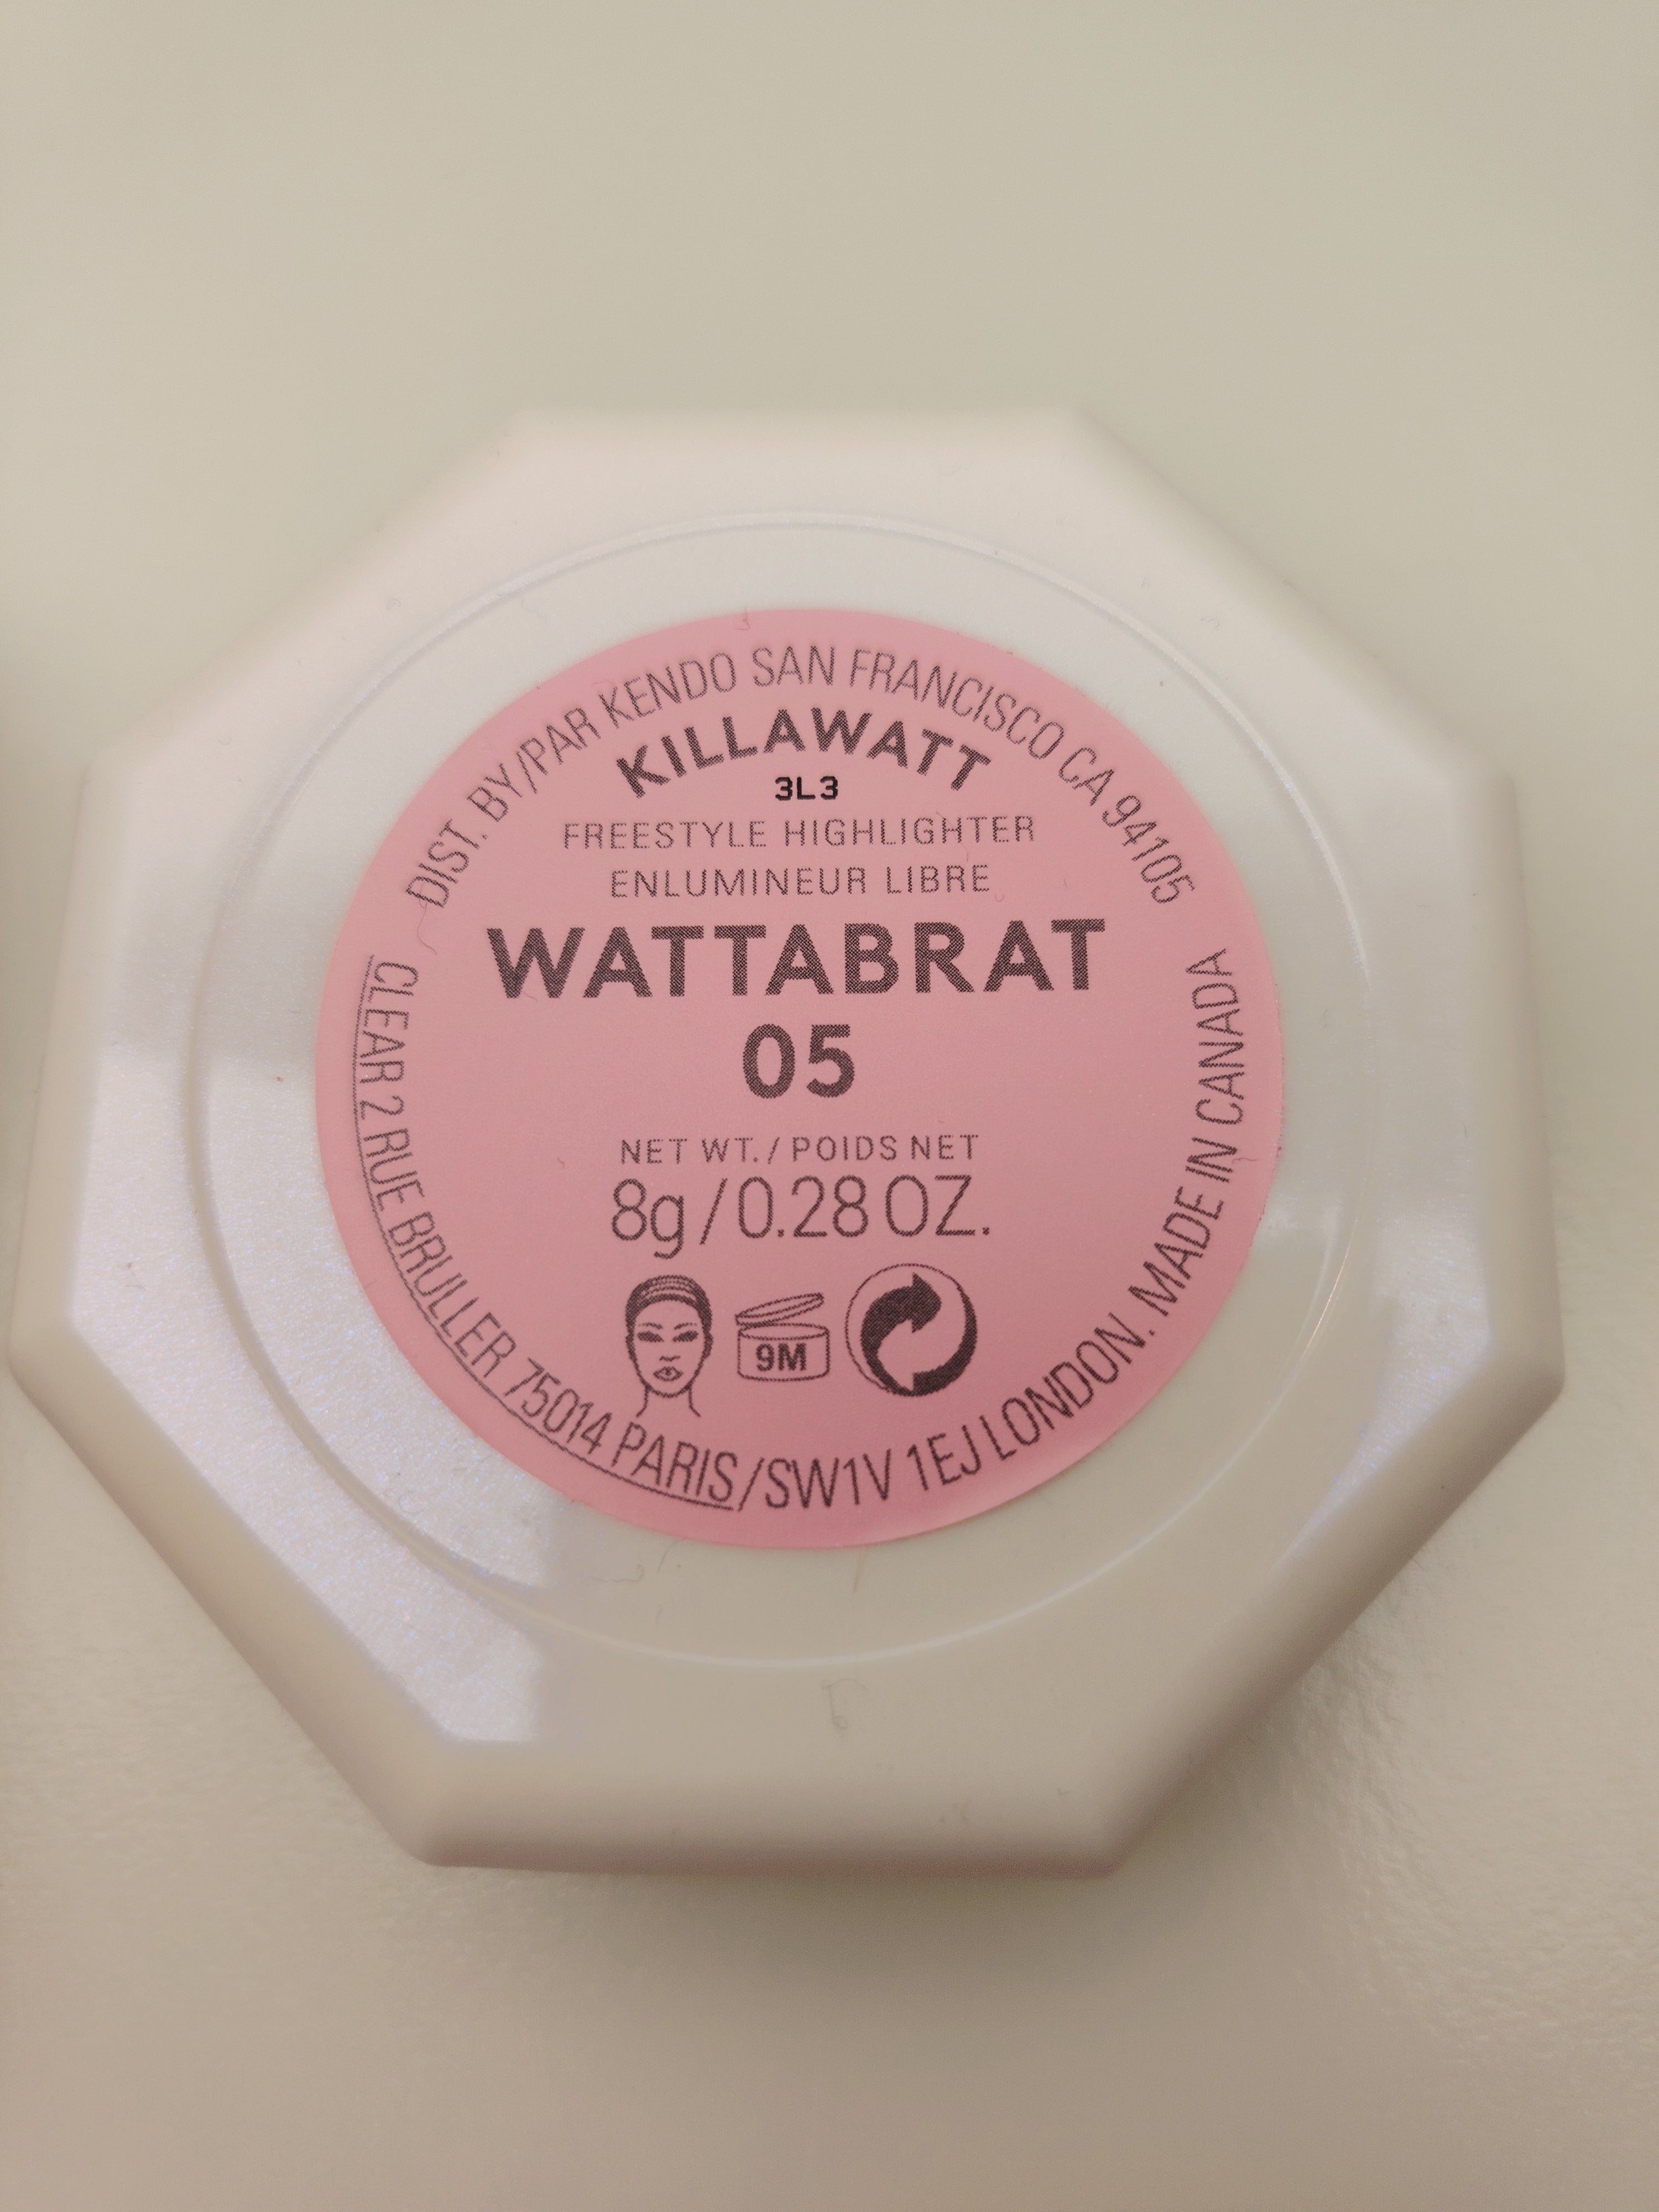 DIST. BY/PAR KENDO SAN FRANCISCO CA 94105
KILLAWATT
3L3
FREESTYLE HIGHLIGHTER
ENLUMINEUR LIBRE
WATTABRAT
05
NET WT./POIDS NET
8g/0.28 OZ.
9M
CLEAR 2 RUE BRULLER 75014 PARIS/SW1V 1EJ LONDON. MADE IN CANADA